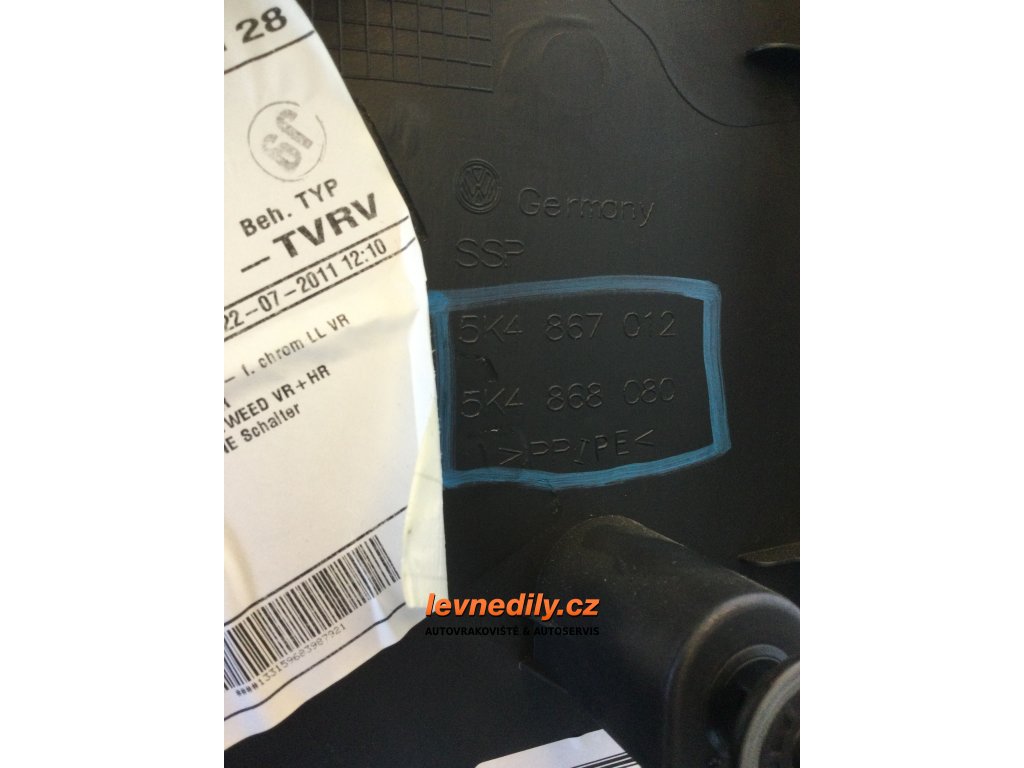 28
Beh. TYP
–TVRV
22-07-2011 12:10
– f. chrom LL VR
WEED VR+HR
NE Schalter
Germany
SSP
5K4 867 012
5K4 868 080
>PP/PE<
levnedily.cz
AUTOVRAKOVIŠTĚ & AUTOSERVIS